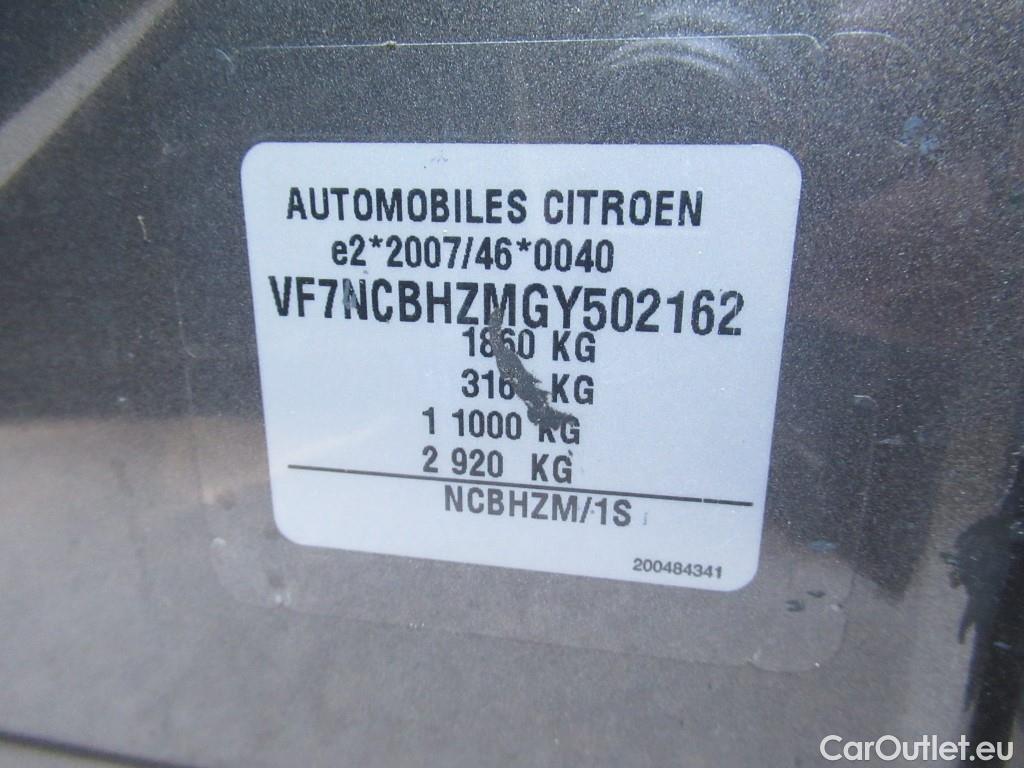 AUTOMOBILES CITROEN
e2*2007/46*0040
VF7NCBHZMGY502162
1860 KG
KG
1 1000 KG
2 920 KG
NCBHZM/1S
200484341
CarOutlet.eu